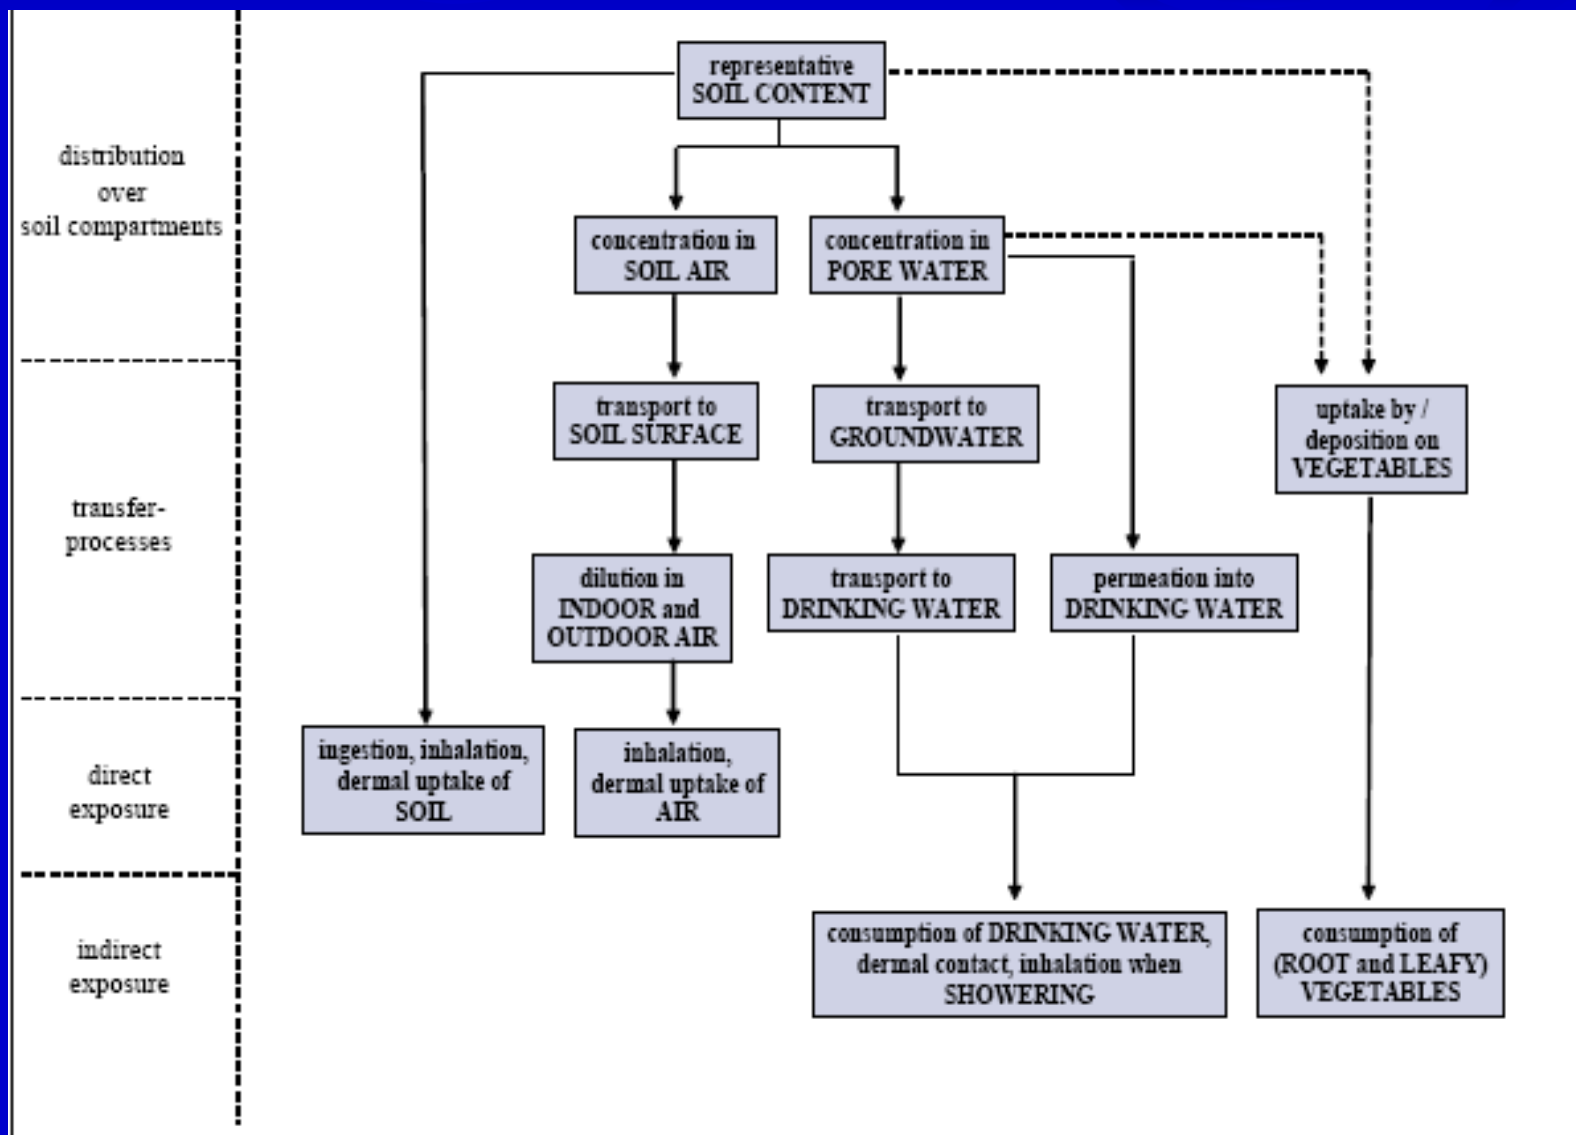 representative
SOIL CONTENT
distribution
over
soil compartments
concentration in
SOIL AIR
concentration in
PORE WATER
transport to
SOIL SURFACE
transport to
GROUNDWATER
uptake by /
deposition on
VEGETABLES
transfer-
processes
dilution in
INDOOR and
OUTDOOR AIR
transport to
DRINKING WATER
permeation into
DRINKING WATER
direct
exposure
ingestion, inhalation,
dermal uptake of
SOIL
inhalation,
dermal uptake of
AIR
indirect
exposure
consumption of DRINKING WATER,
dermal contact, inhalation when
SHOWERING
consumption of
(ROOT and LEAFY)
VEGETABLES